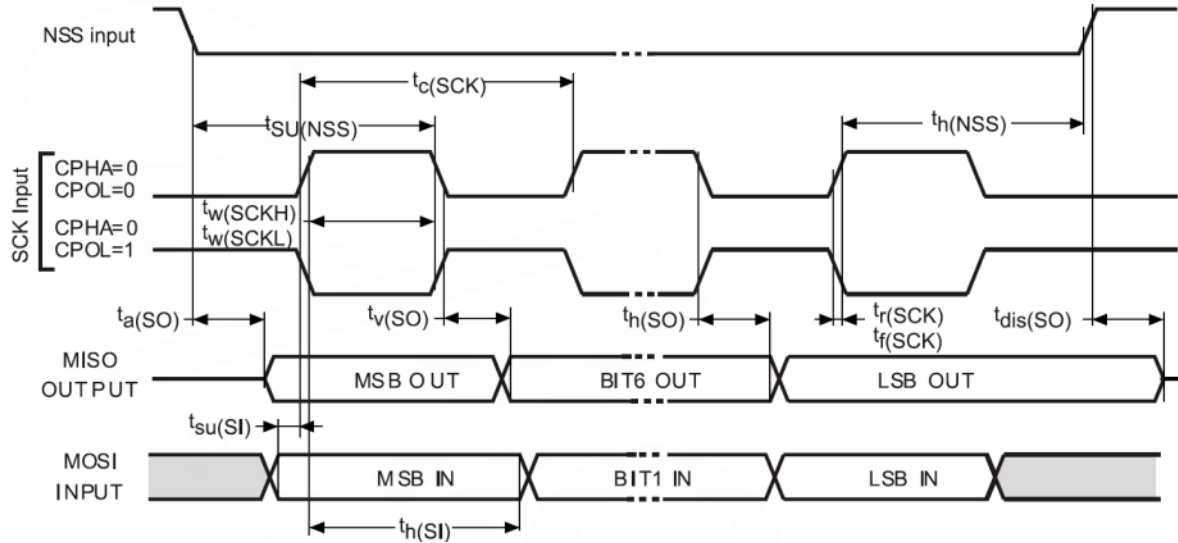 NSS input
tc(SCK)
tSU(NSS)
th(NSS)
SCK Input
CPHA=0
CPOL=0
tw(SCKH)
CPHA=0
tw(SCKL)
CPOL=1
ta(SO)
tv(SO)
th(SO)
tr(SCK)
tf(SCK)
tdis(SO)
MISO
OUTPUT
MSB OUT
BIT6 OUT
LSB OUT
tsu(SI)
MOSI
INPUT
MSB IN
BIT1 IN
LSB IN
th(SI)